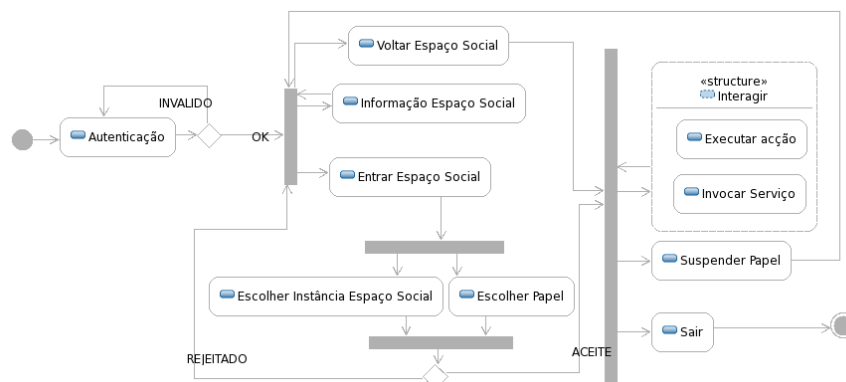 Voltar Espaço Social
«structure»
Interagir
INVALIDO
Informação Espaço Social
Autenticação
OK
Executar acção
Entrar Espaço Social
Invocar Serviço
Suspender Papel
Escolher Instância Espaço Social
Escolher Papel
Sair
REJEITADO
ACEITE